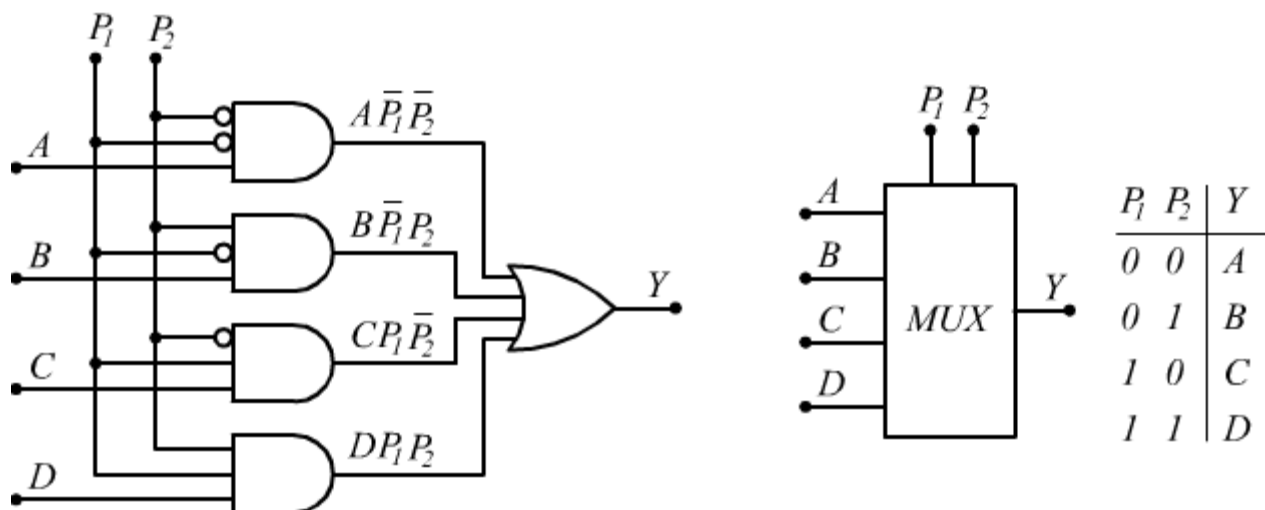 P₁ P₂
A
A P̄₁ P̄₂
B
B P̄₁ P₂
C
C P₁ P̄₂
D
D P₁ P₂
Y
P₁ P₂
A
B
C
D
MUX
Y
P₁ P₂ Y
0 0 A
0 1 B
1 0 C
1 1 D